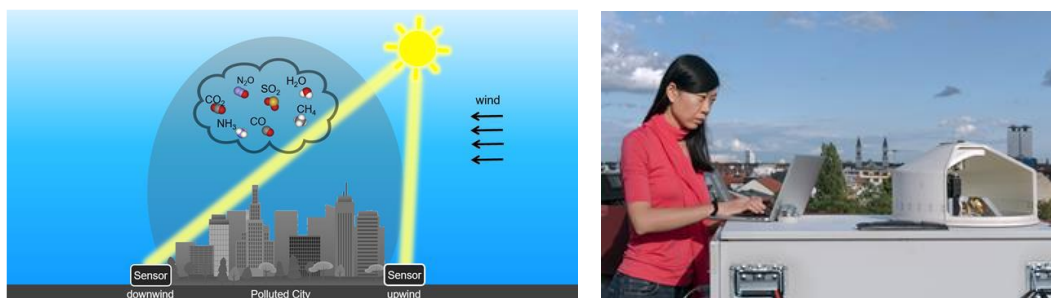 N₂O
SO₂
H₂O
CO₂
CH₄
NH₃
CO
wind
Sensor
Sensor
downwind
Polluted City
upwind